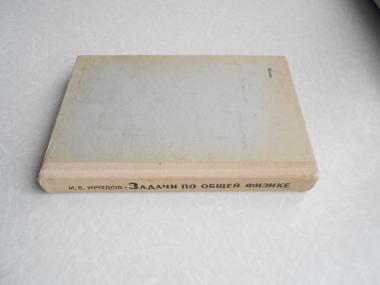 И. Е. ИРОДОВ • ЗАДАЧИ ПО ОБЩЕЙ ФИЗИКЕ